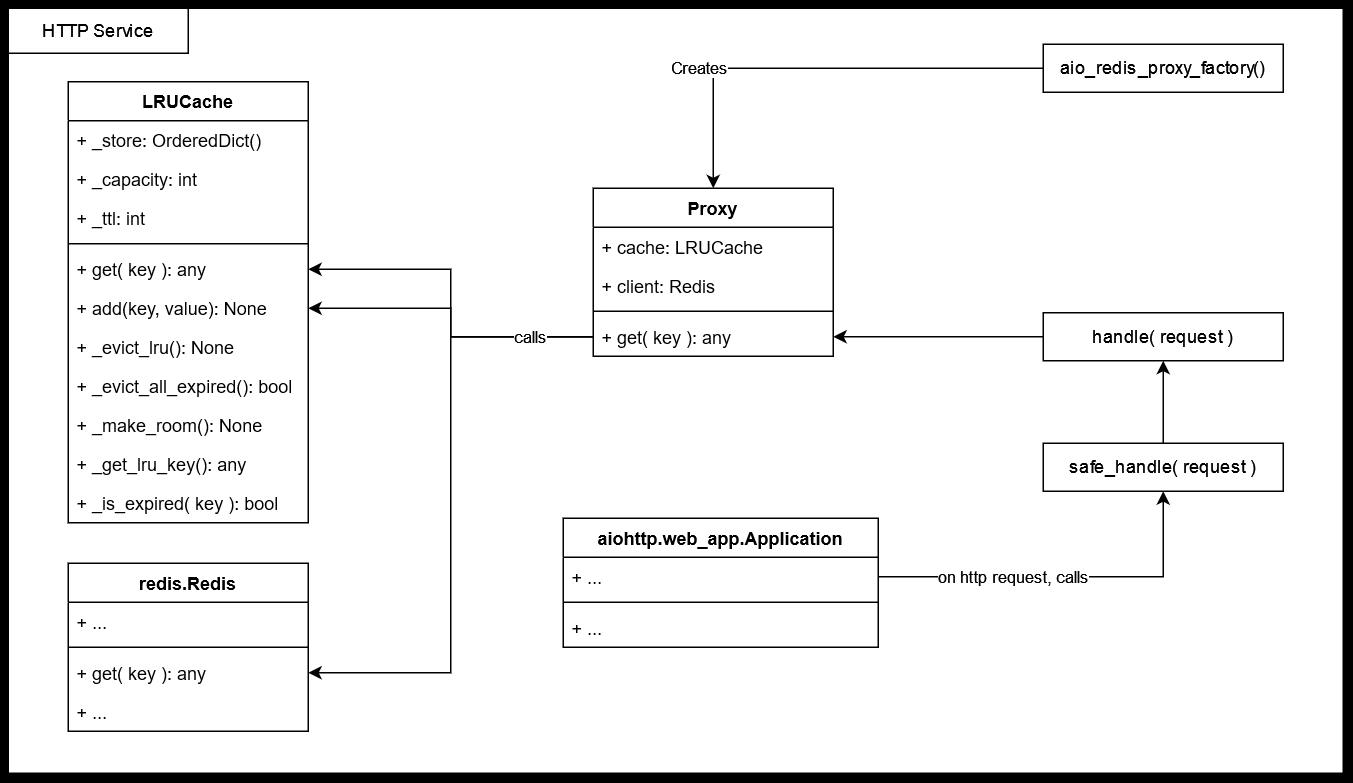 HTTP Service
aio_redis_proxy_factory()
Creates
LRUCache
+ _store: OrderedDict()
+ _capacity: int
+ _ttl: int
+ get( key ): any
+ add(key, value): None
+ _evict_lru(): None
+ _evict_all_expired(): bool
+ _make_room(): None
+ _get_lru_key(): any
+ _is_expired( key ): bool
Proxy
+ cache: LRUCache
+ client: Redis
+ get( key ): any
calls
handle( request )
safe_handle( request )
aiohttp.web_app.Application
+ ...
+ ...
on http request, calls
redis.Redis
+ ...
+ get( key ): any
+ ...